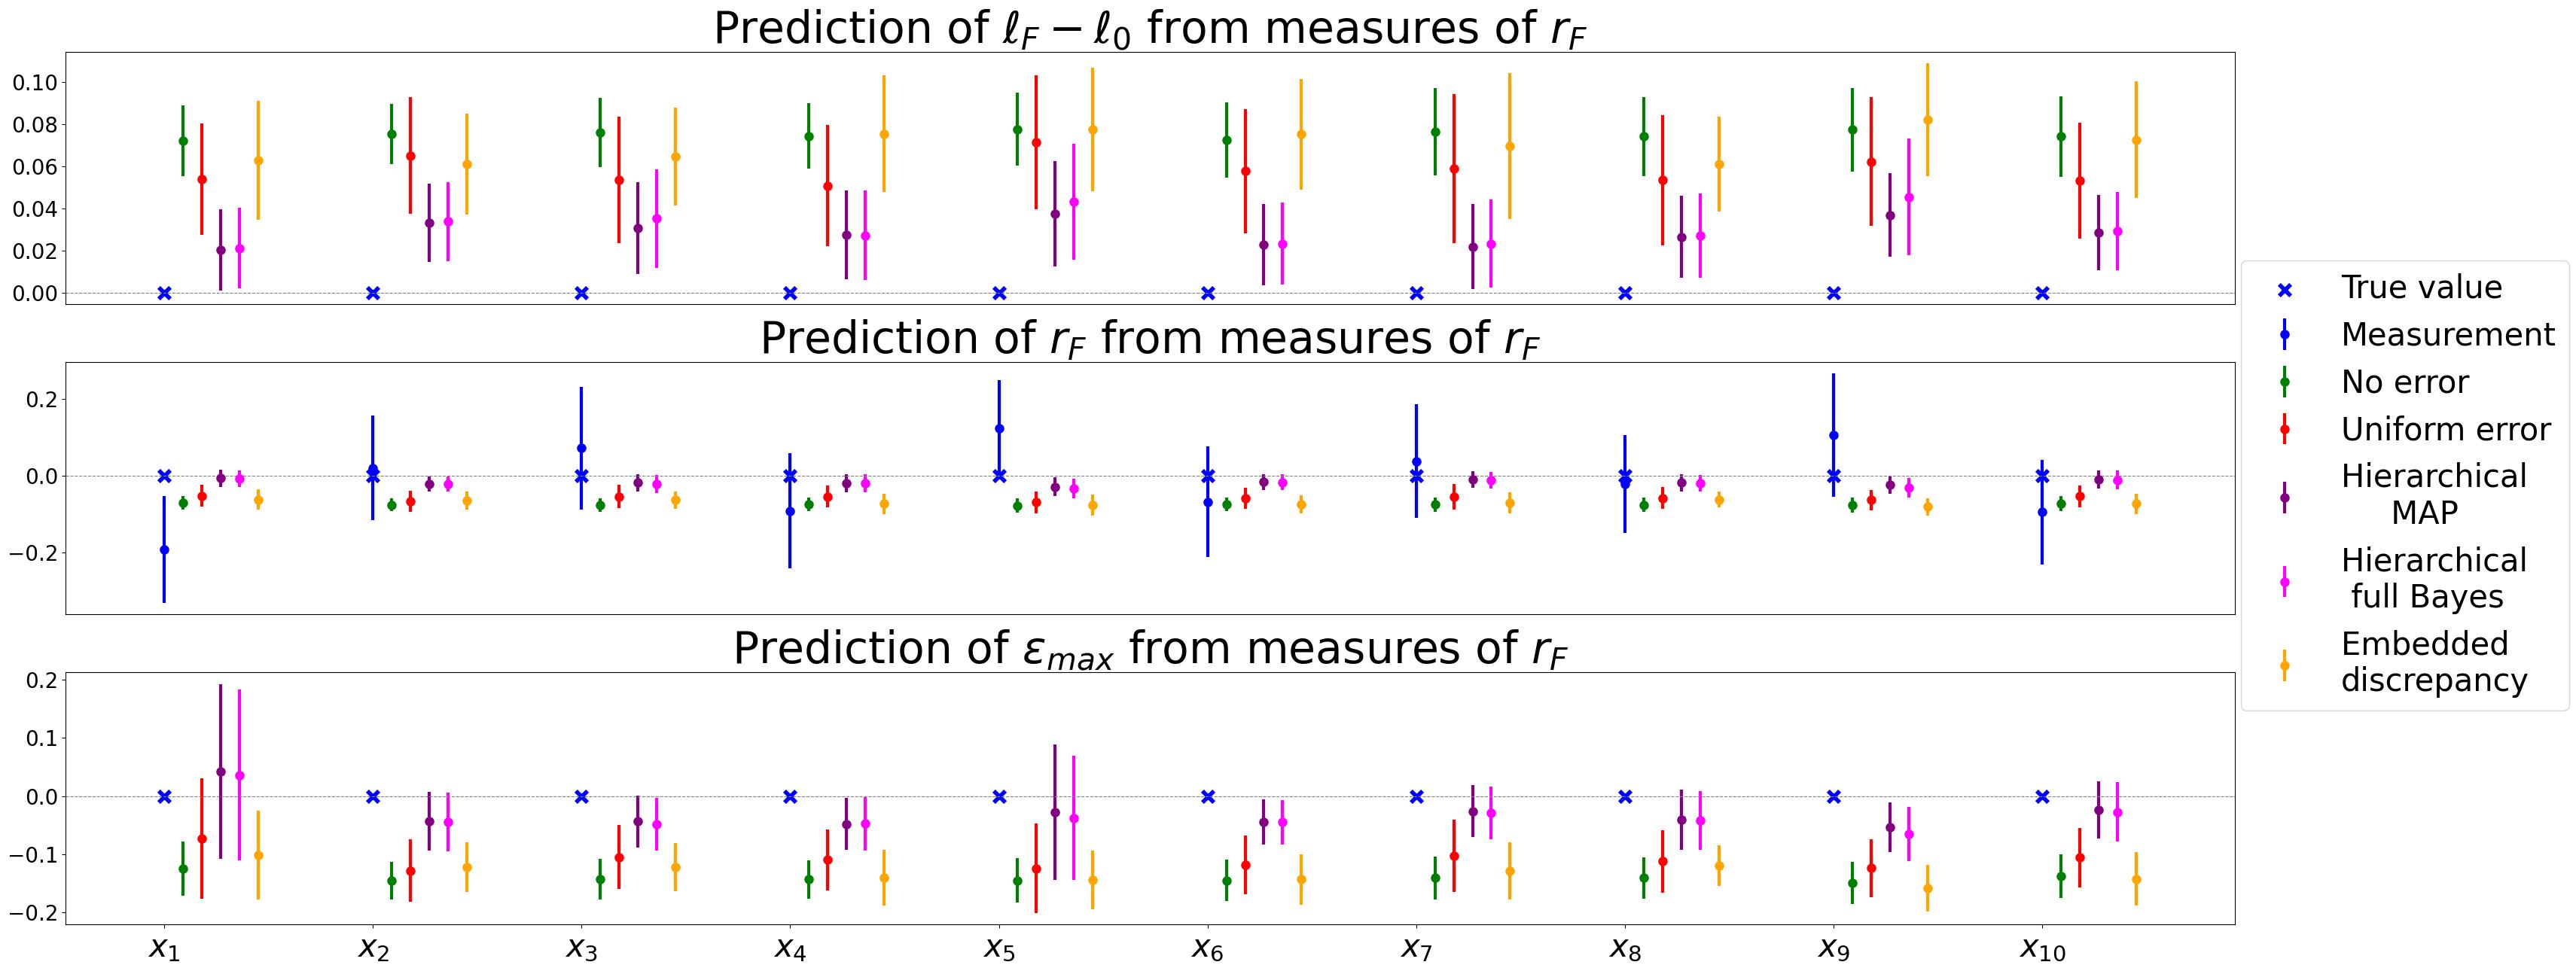 Prediction of ℓ_F − ℓ_0 from measures of r_F
0.10
0.08
0.06
0.04
0.02
0.00
Prediction of r_F from measures of r_F
0.2
0.0
−0.2
Prediction of ε_max from measures of r_F
0.2
0.1
0.0
−0.1
−0.2
x_1 x_2 x_3 x_4 x_5 x_6 x_7 x_8 x_9 x_10
True value
Measurement
No error
Uniform error
Hierarchical
MAP
Hierarchical
full Bayes
Embedded
discrepancy